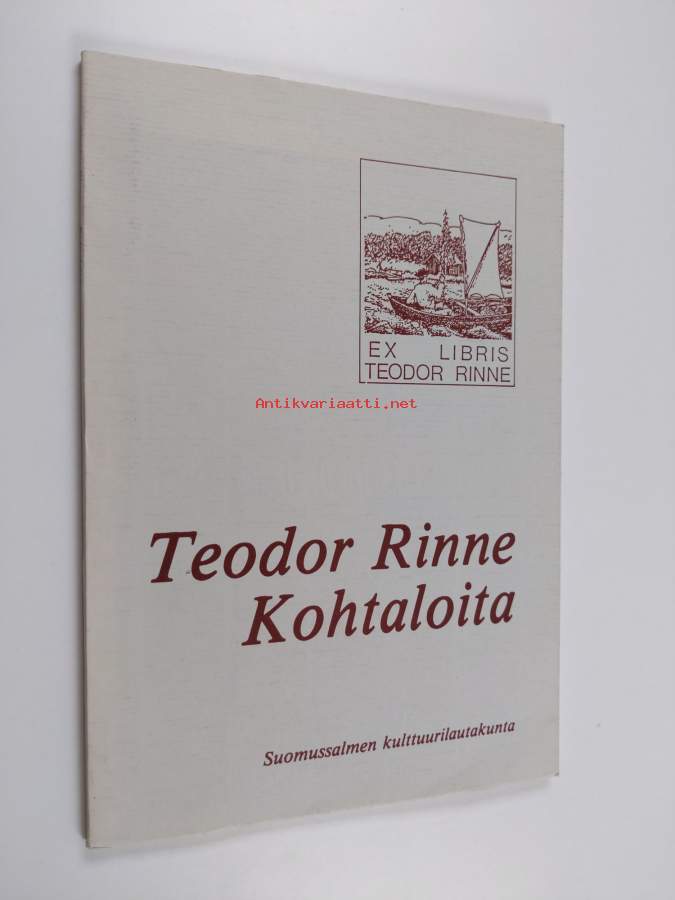 EX LIBRIS
TEODOR RINNE
Antikvariaatti.net
Teodor Rinne
Kohtaloita
Suomussalmen kulttuurilautakunta